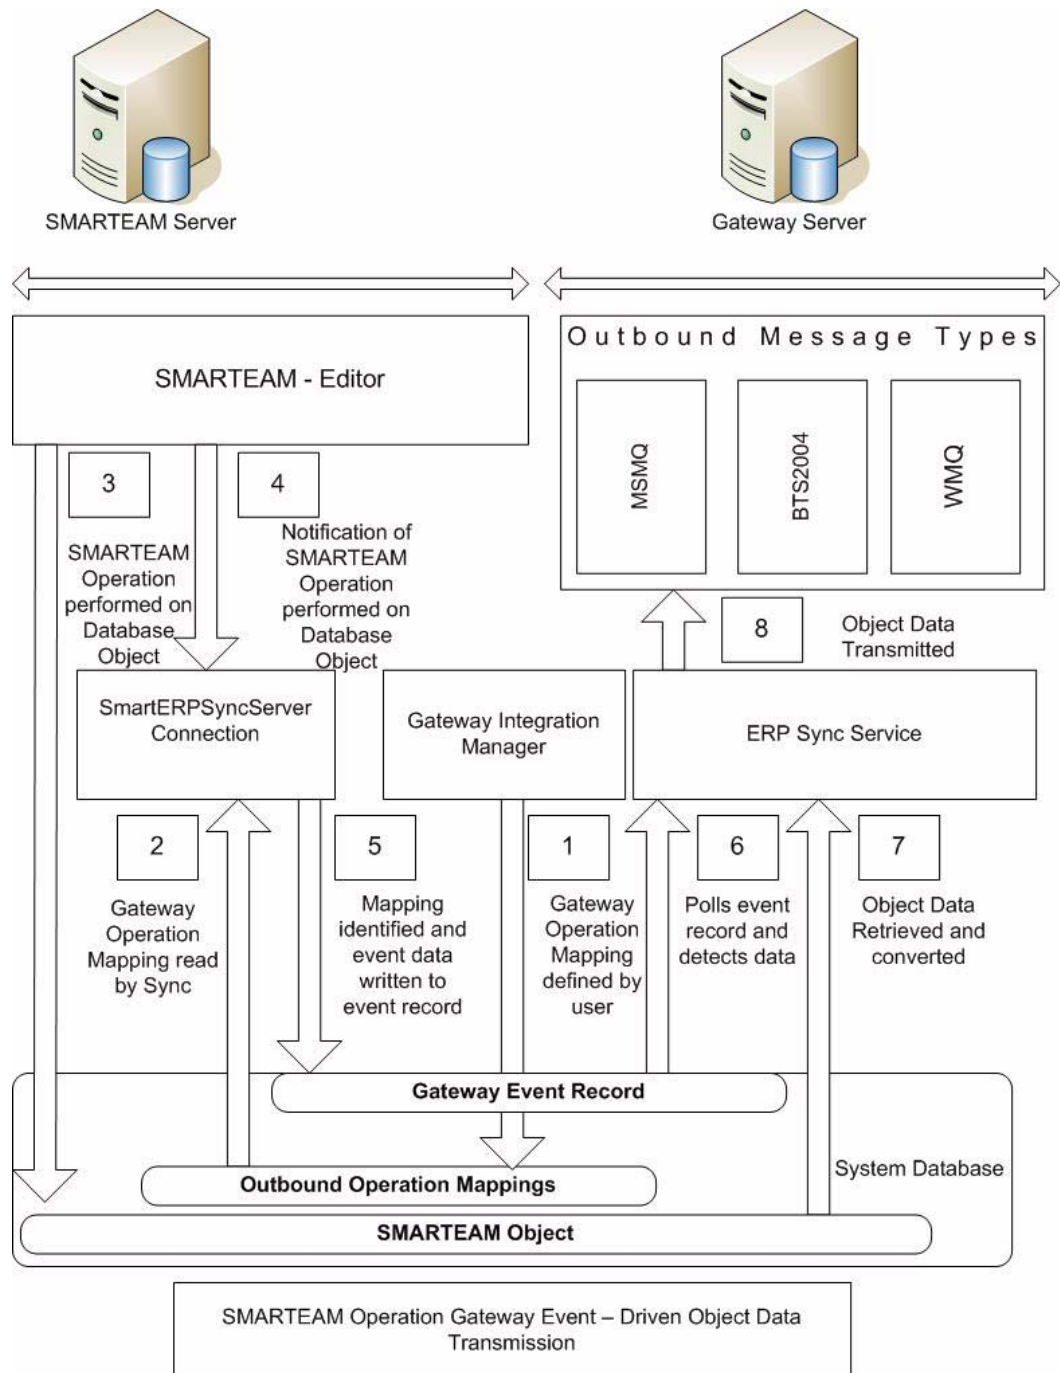 SMARTEAM Server
Gateway Server
SMARTEAM - Editor
Outbound Message Types
MSMQ
BTS2004
WMQ
3
SMARTEAM
Operation
performed on
Database
Object
4
Notification of
SMARTEAM
Operation
performed on
Database
Object
8
Object Data
Transmitted
SmartERPSyncServer
Connection
Gateway Integration
Manager
ERP Sync Service
2
Gateway
Operation
Mapping read
by Sync
5
Mapping
identified and
event data
written to
event record
1
Gateway
Operation
Mapping
defined by
user
6
Polls event
record and
detects data
7
Object Data
Retrieved and
converted
Gateway Event Record
Outbound Operation Mappings
System Database
SMARTEAM Object
SMARTEAM Operation Gateway Event – Driven Object Data
Transmission